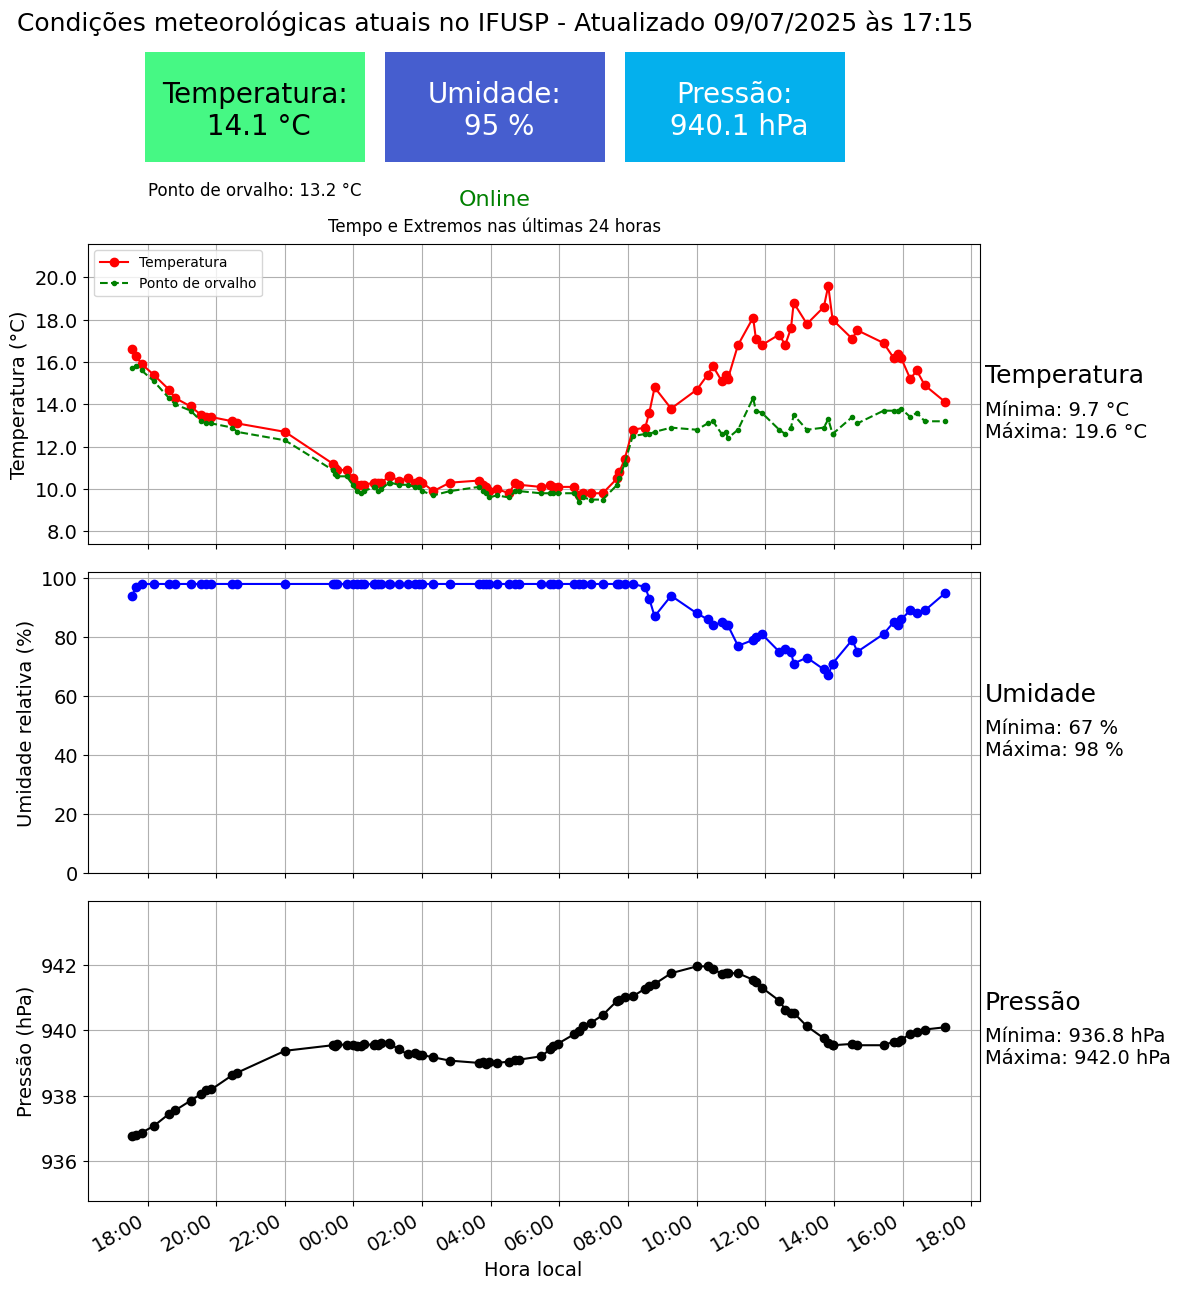 Condições meteorológicas atuais no IFUSP - Atualizado 09/07/2025 às 17:15
Temperatura:
14.1 °C
Umidade:
95 %
Pressão:
940.1 hPa
Ponto de orvalho: 13.2 °C
Online
Tempo e Extremos nas últimas 24 horas
Temperatura
Ponto de orvalho
Temperatura (°C)
20.0
18.0
16.0
14.0
12.0
10.0
8.0
Temperatura
Mínima: 9.7 °C
Máxima: 19.6 °C
Umidade relativa (%)
100
80
60
40
20
0
Umidade
Mínima: 67 %
Máxima: 98 %
Pressão (hPa)
942
940
938
936
Pressão
Mínima: 936.8 hPa
Máxima: 942.0 hPa
18:00 20:00 22:00 00:00 02:00 04:00 06:00 08:00 10:00 12:00 14:00 16:00 18:00
Hora local